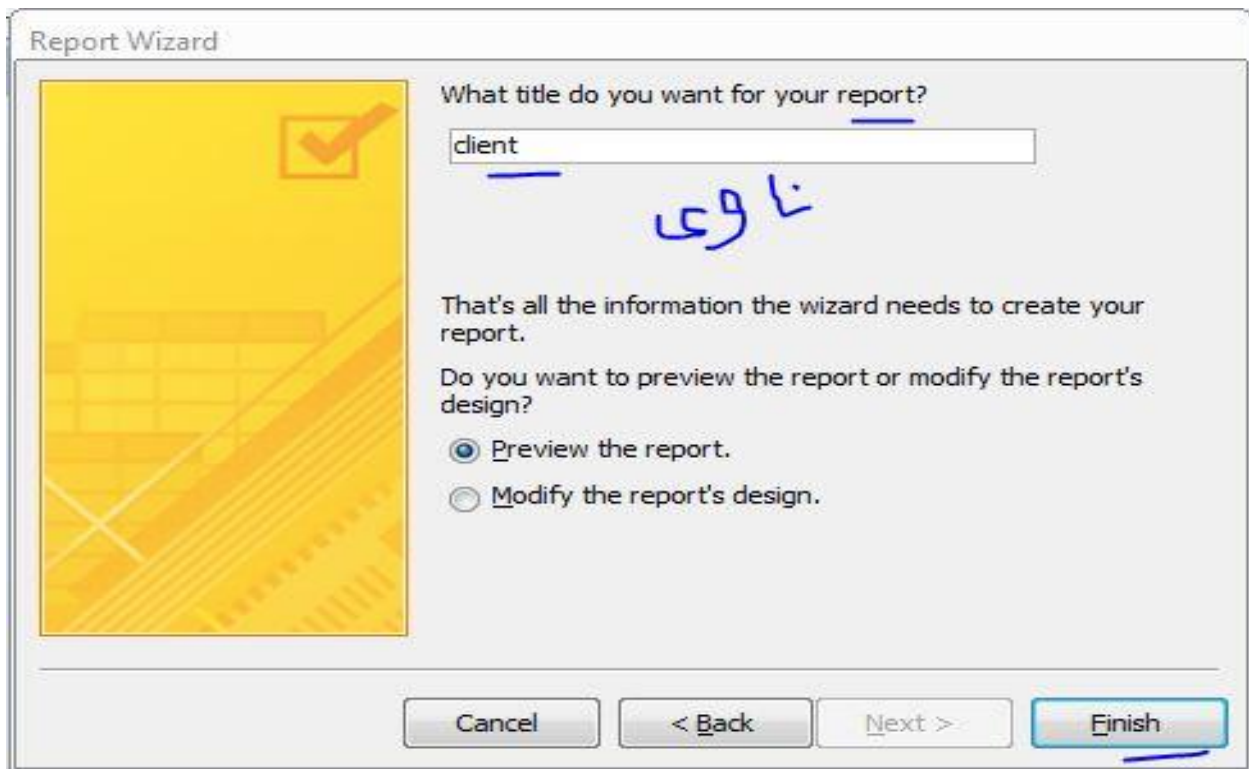 Report Wizard
What title do you want for your report?
client
ناوی
That's all the information the wizard needs to create your
report.
Do you want to preview the report or modify the report's
design?
Preview the report.
Modify the report's design.
Cancel
< Back
Next >
Finish